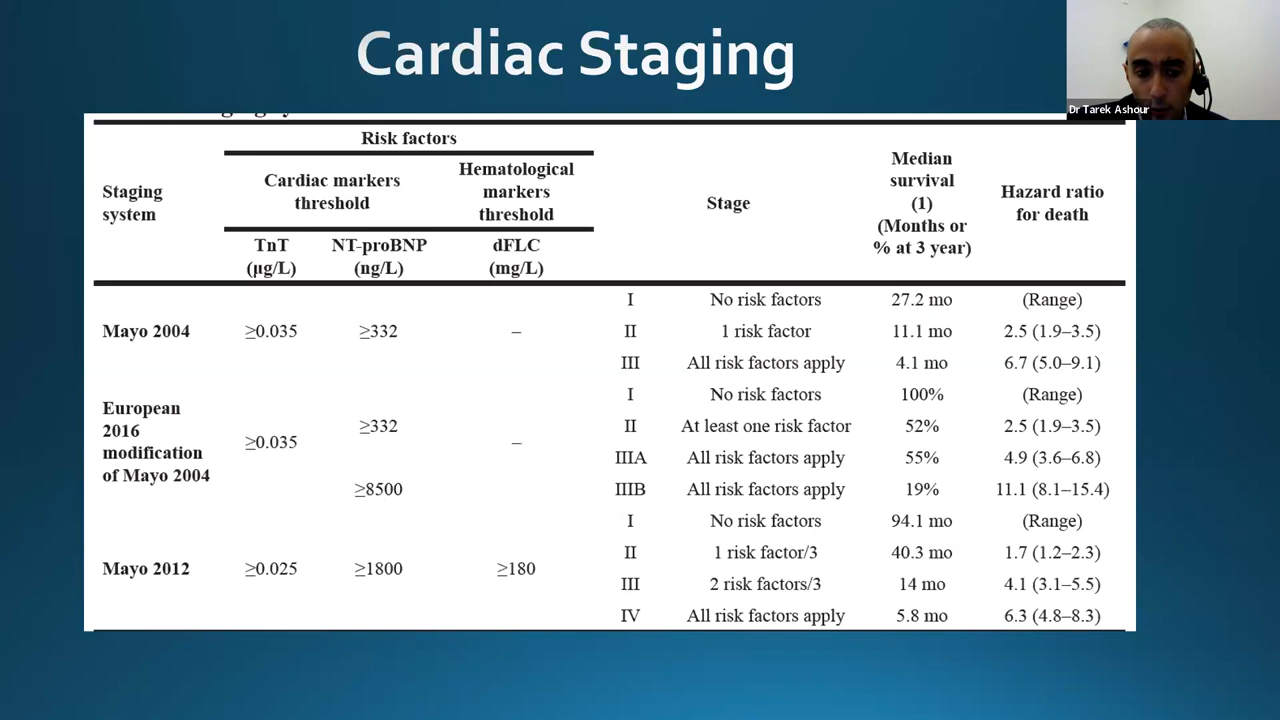 Cardiac Staging
Dr Tarek Ashour
Risk factors
Staging
system
Cardiac markers
threshold
Hematological
markers
threshold
Stage
Median
survival
(1)
(Months or
% at 3 year)
Hazard ratio
for death
TnT
(μg/L)
NT-proBNP
(ng/L)
dFLC
(mg/L)
Mayo 2004 ≥0.035 ≥332 –
I No risk factors 27.2 mo (Range)
II 1 risk factor 11.1 mo 2.5 (1.9–3.5)
III All risk factors apply 4.1 mo 6.7 (5.0–9.1)
European
2016
modification
of Mayo 2004
≥0.035
≥332
≥8500
–
I No risk factors 100% (Range)
II At least one risk factor 52% 2.5 (1.9–3.5)
IIIA All risk factors apply 55% 4.9 (3.6–6.8)
IIIB All risk factors apply 19% 11.1 (8.1–15.4)
Mayo 2012 ≥0.025 ≥1800 ≥180
I No risk factors 94.1 mo (Range)
II 1 risk factor/3 40.3 mo 1.7 (1.2–2.3)
III 2 risk factors/3 14 mo 4.1 (3.1–5.5)
IV All risk factors apply 5.8 mo 6.3 (4.8–8.3)